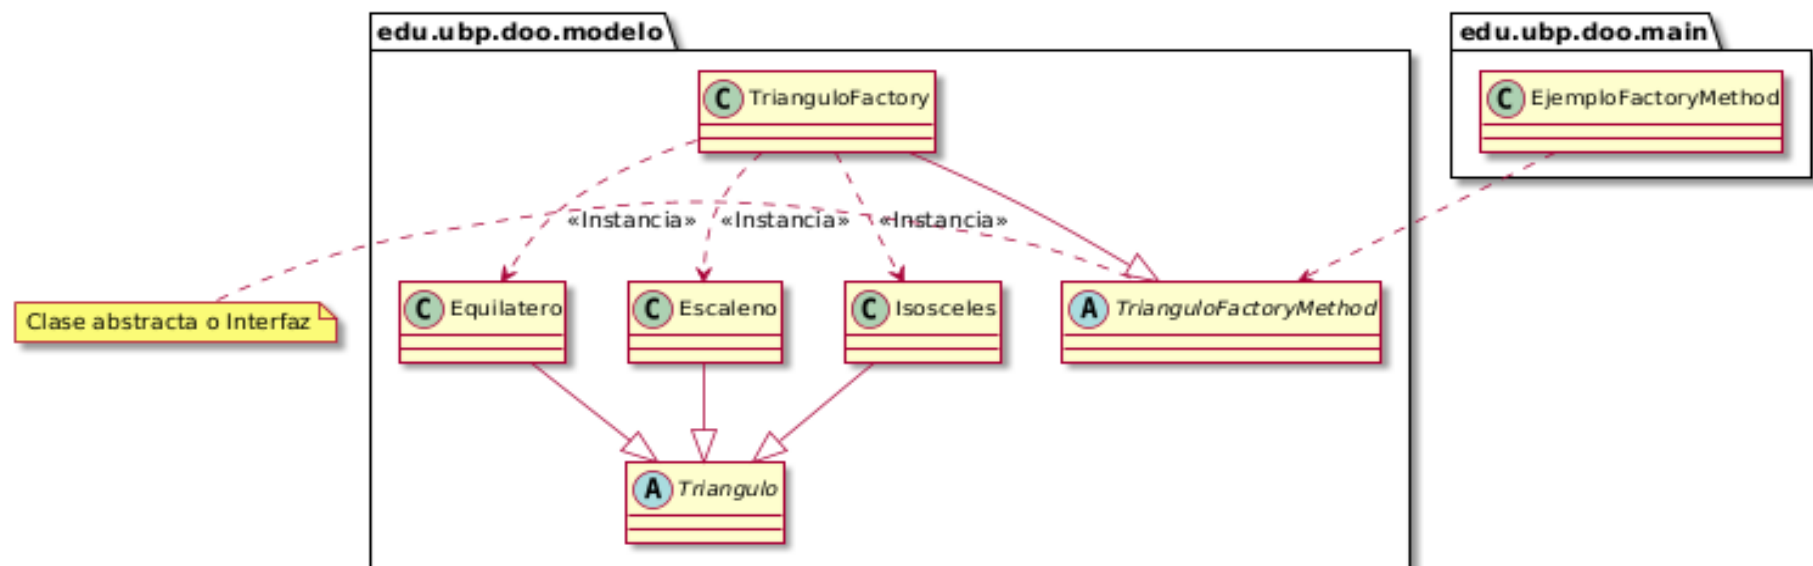 edu.ubp.doo.modelo
edu.ubp.doo.main
C TrianguloFactory
C EjemploFactoryMethod
«Instancia» «Instancia» «Instancia»
Clase abstracta o Interfaz
C Equilatero
C Escaleno
C Isosceles
A TrianguloFactoryMethod
A Triangulo